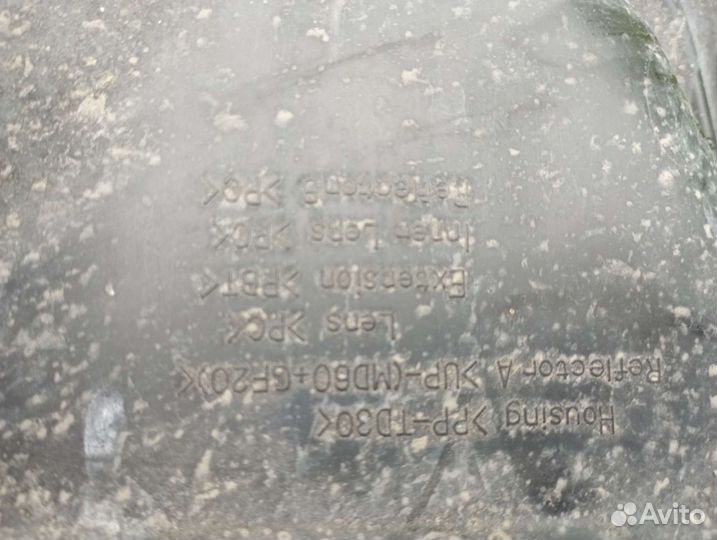 Housing >PP-TD30<
Reflector A >UP-(MD60+GF20)<
Lens >PC<
Extension >PBT<
Inner Lens >PC<
Reflector B >PC<
Avito